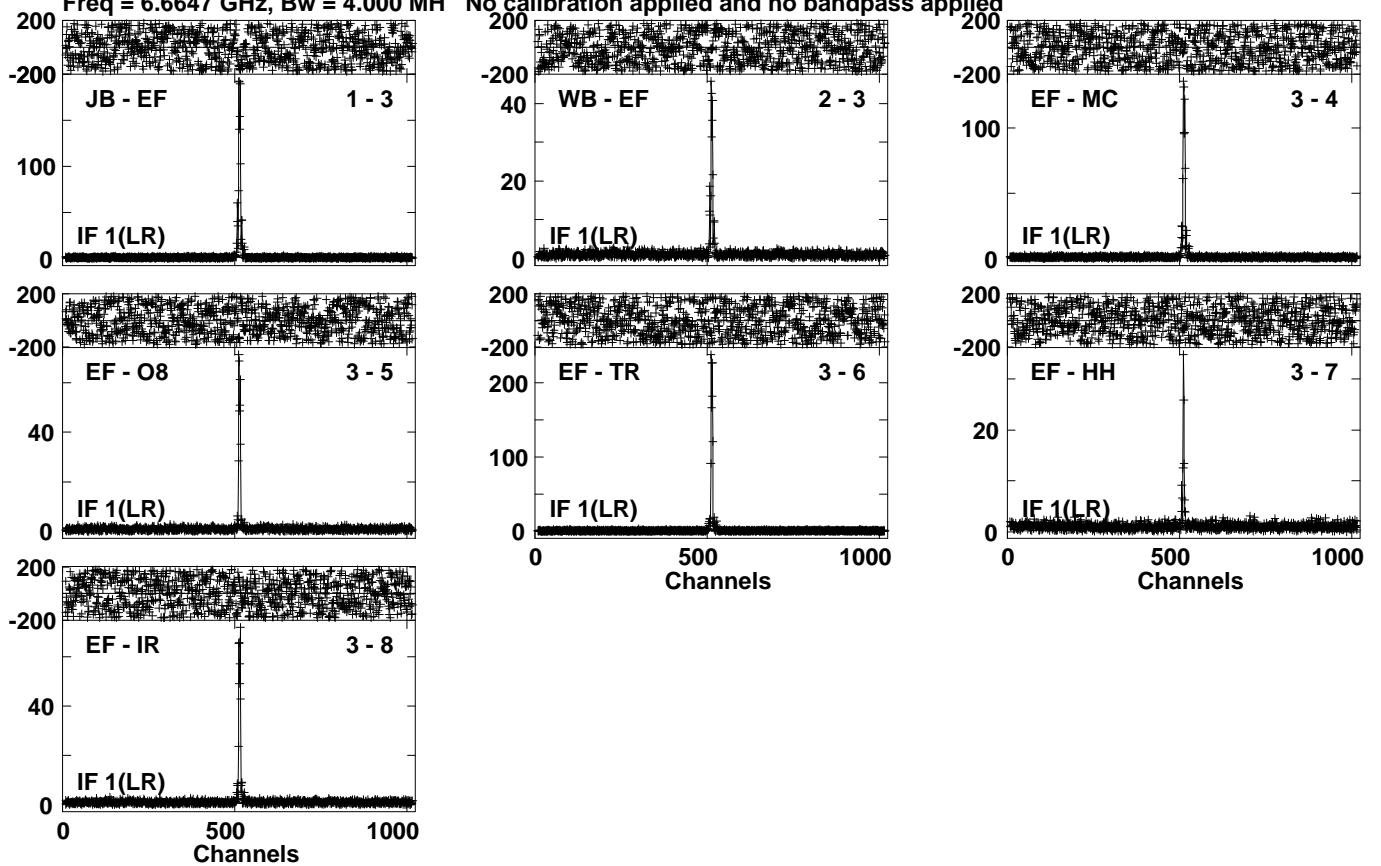 Freq = 6.6647 GHz, Bw = 4.000 MH No calibration applied and no bandpass applied
200 200 200
-200 -200 -200
JB - EF 1 - 3 WB - EF 2 - 3 EF - MC 3 - 4
100 40 100
20
IF 1(LR) IF 1(LR) IF 1(LR)
0 0 0
200 200 200
-200 -200 -200
EF - O8 3 - 5 EF - TR 3 - 6 EF - HH 3 - 7
40 200 20
100
IF 1(LR) IF 1(LR) IF 1(LR)
0 0 0
0 500 1000 0 500 1000
Channels Channels
200
-200
EF - IR 3 - 8
40
IF 1(LR)
0
0 500 1000
Channels